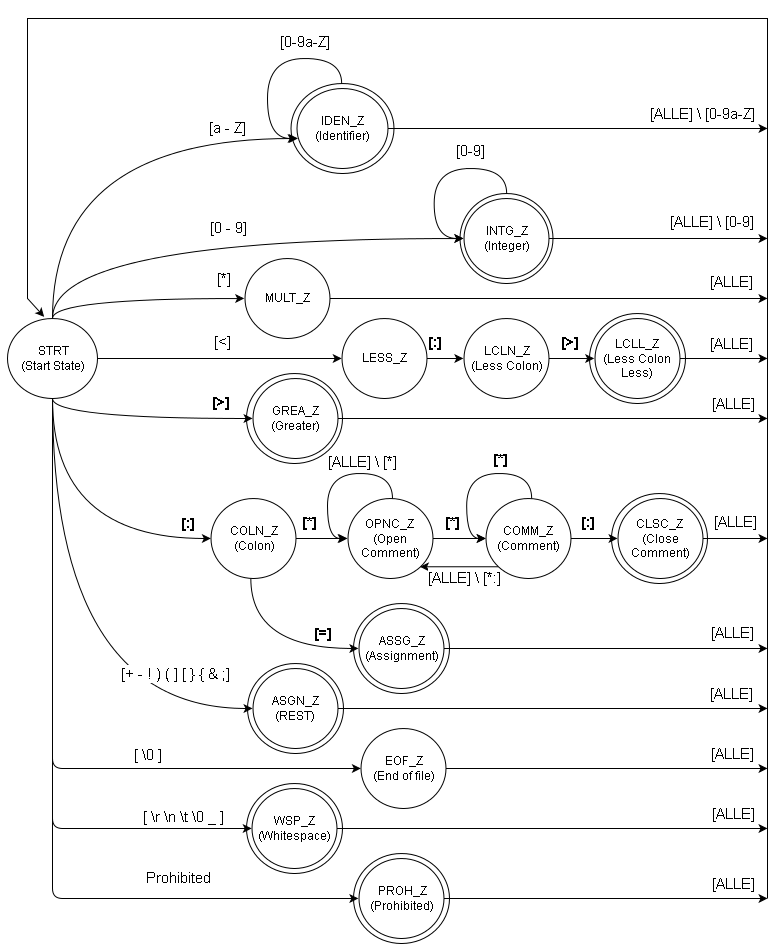 [0-9a-Z]
IDEN_Z
(Identifier)
[a - Z]
[ALLE] \ [0-9a-Z]
[0-9]
[0 - 9]
INTG_Z
(Integer)
[ALLE] \ [0-9]
[*]
MULT_Z
[ALLE]
STRT
(Start State)
[<]
LESS_Z
[:]
LCLN_Z
(Less Colon)
[>]
LCLL_Z
(Less Colon
Less)
[ALLE]
[>]
GREA_Z
(Greater)
[ALLE]
[ALLE] \ [*]
[*]
[:]
COLN_Z
(Colon)
[*]
OPNC_Z
(Open
Comment)
[*]
COMM_Z
(Comment)
[:]
CLSC_Z
(Close
Comment)
[ALLE]
[ALLE] \ [*:]
[=]
ASSG_Z
(Assignment)
[ALLE]
[+ - ! ) ( ] [ } { & ;]
ASGN_Z
(REST)
[ALLE]
[ \0 ]
EOF_Z
(End of file)
[ALLE]
[ \r \n \t \0 _ ]
WSP_Z
(Whitespace)
[ALLE]
Prohibited
PROH_Z
(Prohibited)
[ALLE]